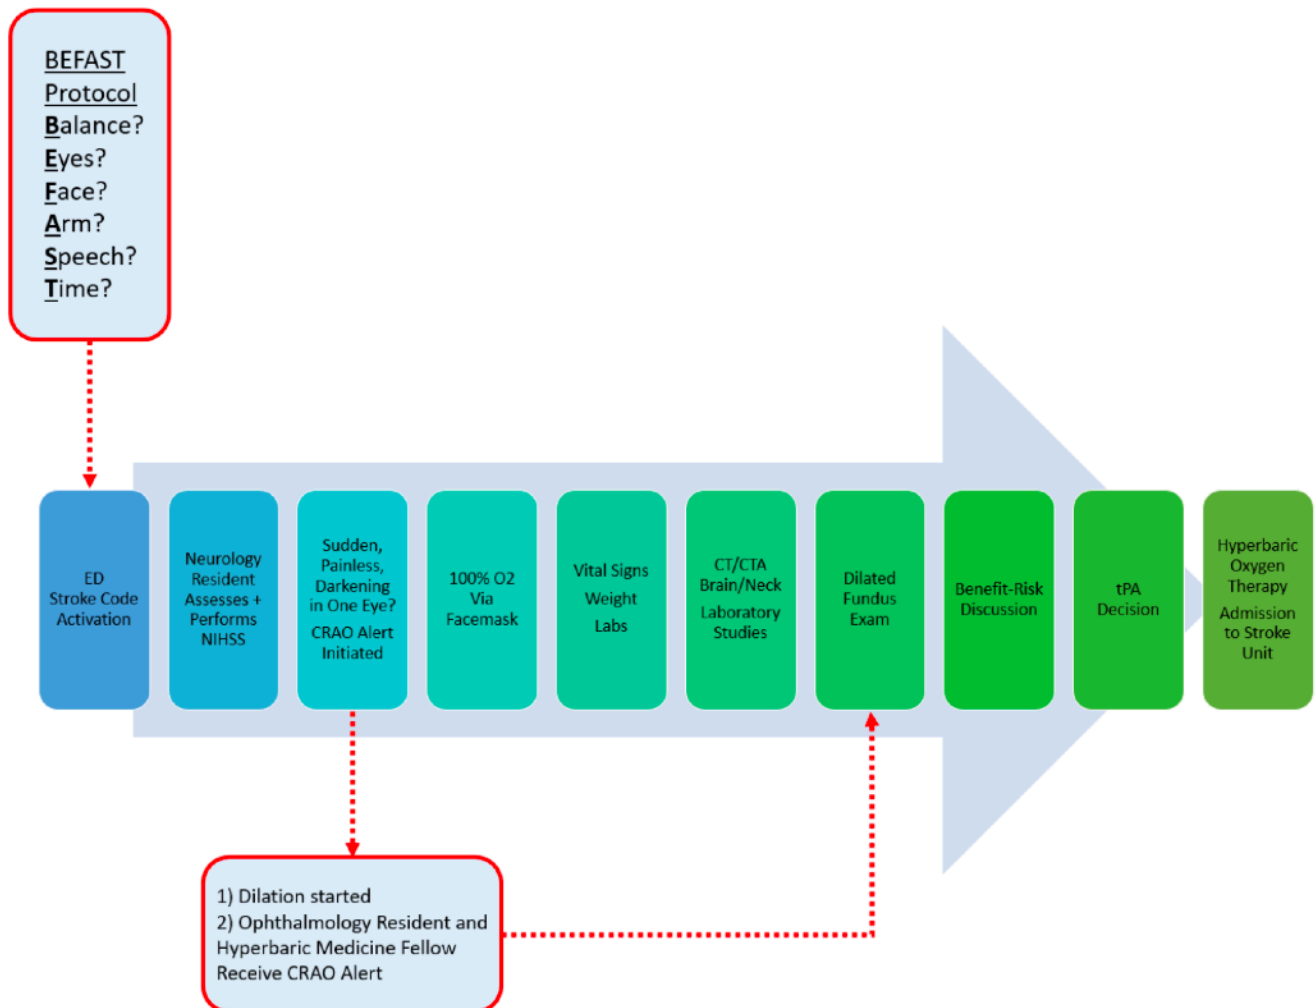 BEFAST
Protocol
Balance?
Eyes?
Face?
Arm?
Speech?
Time?
ED
Stroke Code
Activation
Neurology
Resident
Assesses +
Performs
NIHSS
Sudden,
Painless,
Darkening
in One Eye?
CRAO Alert
Initiated
100% O2
Via
Facemask
Vital Signs
Weight
Labs
CT/CTA
Brain/Neck
Laboratory
Studies
Dilated
Fundus
Exam
Benefit-Risk
Discussion
tPA
Decision
Hyperbaric
Oxygen
Therapy
Admission
to Stroke
Unit
1) Dilation started
2) Ophthalmology Resident and
Hyperbaric Medicine Fellow
Receive CRAO Alert